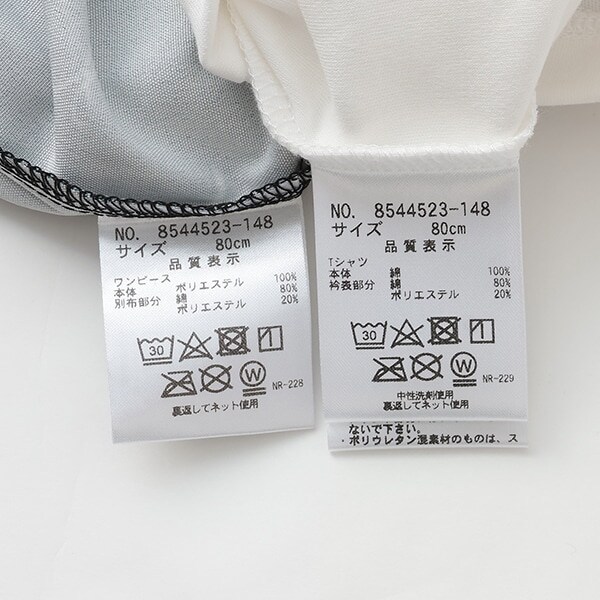 NO. 8544523-148
サイズ 80cm
品質表示
ワンピース
本体 ポリエステル 100%
別布部分 綿 80%
ポリエステル 20%
30
W
NR-228
裏返してネット使用
NO. 8544523-148
サイズ 80cm
品質表示
Tシャツ
本体 綿 100%
衿表部分 綿 80%
ポリエステル 20%
30
W
NR-229
中性洗剤使用
裏返してネット使用
ないで下さい。
・ポリウレタン混素材のものは、ス